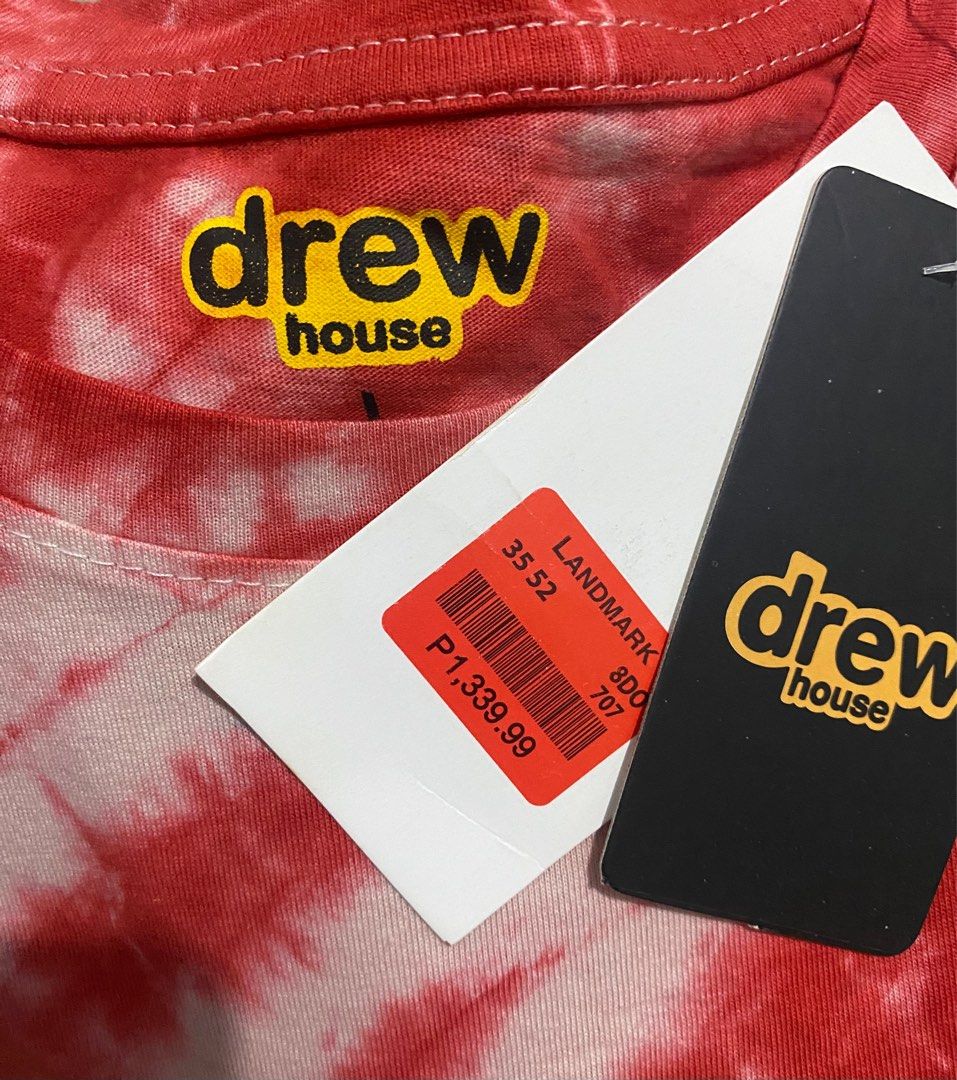 drew
house
LANDMARK
35 52
8DO
707
P1,339.99
drew
house